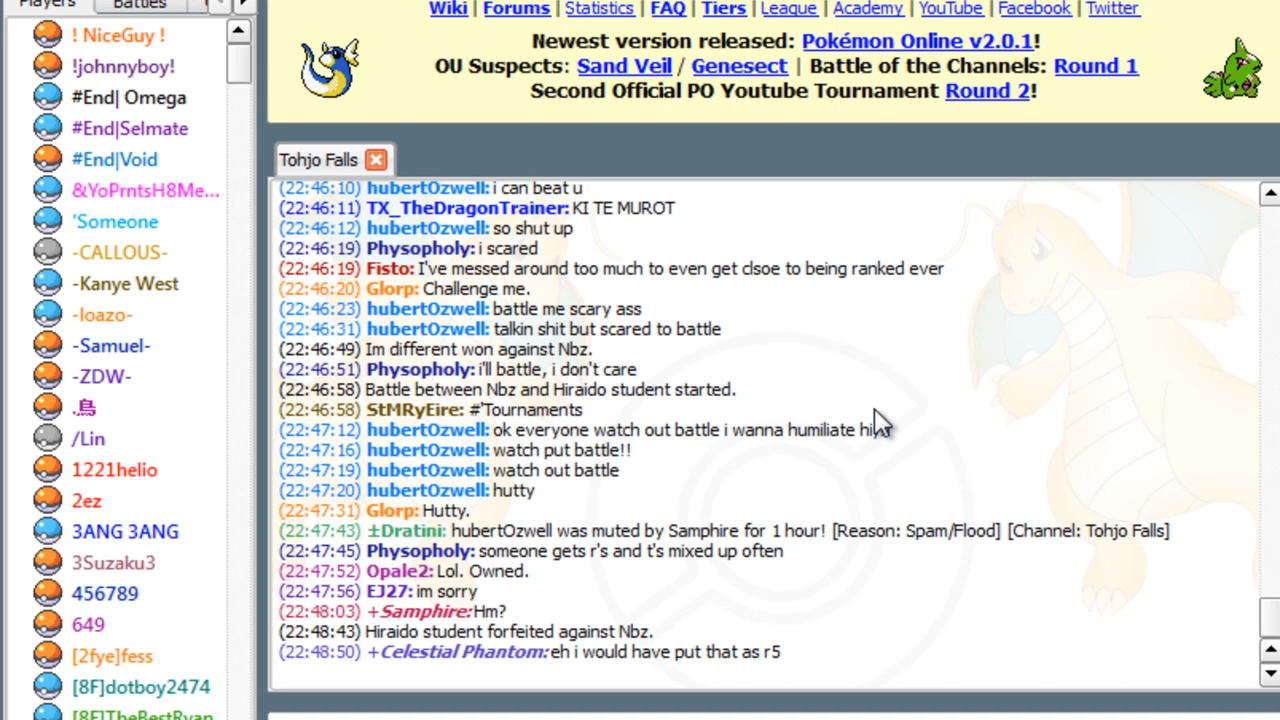 Players
Battles
! NiceGuy !
!johnnyboy!
#End| Omega
#End|Selmate
#End|Void
&YoPrntsH8Me...
'Someone
-CALLOUS-
-Kanye West
-loazo-
-Samuel-
-ZDW-
.鳥
/Lin
1221helio
2ez
3ANG 3ANG
3Suzaku3
456789
649
[2fye]fess
[8F]dotboy2474
[8F]TheBestRyan
Wiki | Forums | Statistics | FAQ | Tiers | League | Academy | YouTube | Facebook | Twitter
Newest version released: Pokémon Online v2.0.1!
OU Suspects: Sand Veil / Genesect | Battle of the Channels: Round 1
Second Official PO Youtube Tournament Round 2!
Tohjo Falls
(22:46:10) hubertOzwell: i can beat u
(22:46:11) TX_TheDragonTrainer: KI TE MUROT
(22:46:12) hubertOzwell: so shut up
(22:46:19) Physopholy: i scared
(22:46:19) Fisto: I've messed around too much to even get clsoe to being ranked ever
(22:46:20) Glorp: Challenge me.
(22:46:23) hubertOzwell: battle me scary ass
(22:46:31) hubertOzwell: talkin shit but scared to battle
(22:46:49) Im different won against Nbz.
(22:46:51) Physopholy: i'll battle, i don't care
(22:46:58) Battle between Nbz and Hiraido student started.
(22:46:58) StMRyEire: #'Tournaments
(22:47:12) hubertOzwell: ok everyone watch out battle i wanna humiliate
(22:47:16) hubertOzwell: watch put battle!!
(22:47:19) hubertOzwell: watch out battle
(22:47:20) hubertOzwell: hutty
(22:47:31) Glorp: Hutty.
(22:47:43) ±Dratini: hubertOzwell was muted by Samphire for 1 hour! [Reason: Spam/Flood] [Channel: Tohjo Falls]
(22:47:45) Physopholy: someone gets r's and t's mixed up often
(22:47:52) Opale2: Lol. Owned.
(22:47:56) EJ27: im sorry
(22:48:03) +Samphire: Hm?
(22:48:43) Hiraido student forfeited against Nbz.
(22:48:50) +Celestial Phantom: eh i would have put that as r5